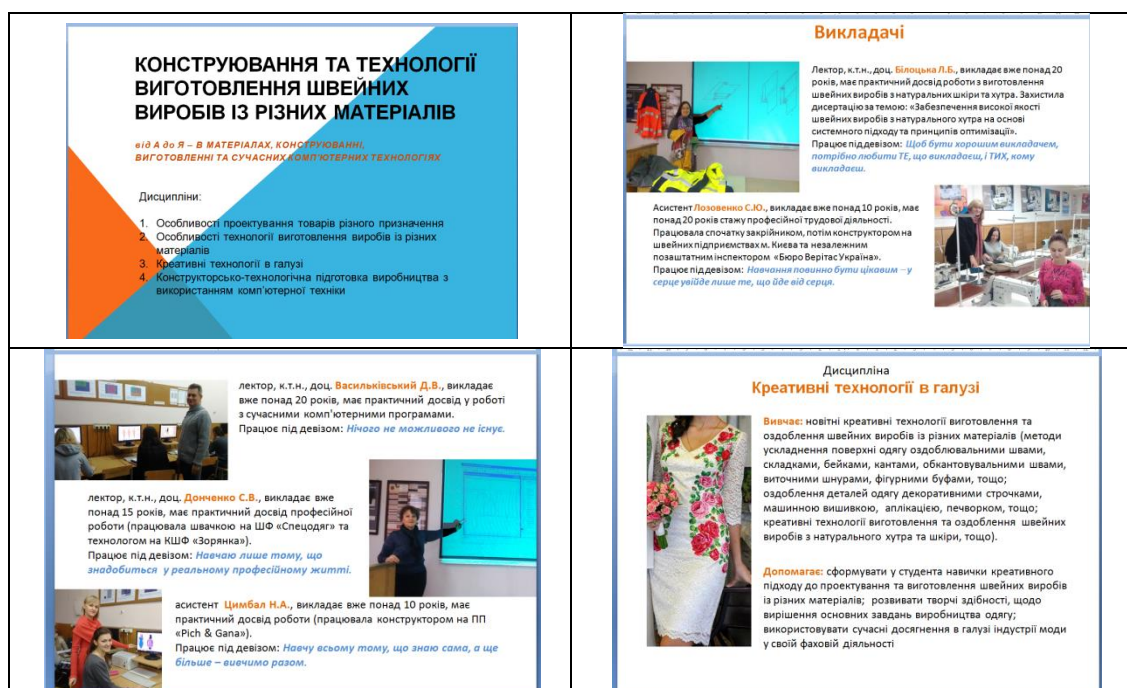 КОНСТРУЮВАННЯ ТА ТЕХНОЛОГІЇ
ВИГОТОВЛЕННЯ ШВЕЙНИХ
ВИРОБІВ ІЗ РІЗНИХ МАТЕРІАЛІВ
від А до Я – В МАТЕРІАЛАХ, КОНСТРУЮВАННІ,
ВИГОТОВЛЕННІ ТА СУЧАСНИХ КОМП'ЮТЕРНИХ ТЕХНОЛОГІЯХ
Дисципліни:
1. Особливості проектування товарів різного призначення
2. Особливості технології виготовлення виробів із різних
матеріалів
3. Креативні технології в галузі
4. Конструкторсько-технологічна підготовка виробництва з
використанням комп'ютерної техніки
Викладачі
Лектор, к.т.н., доц. Білоцька Л.Б., викладає вже понад 20
років, має практичний досвід роботи з виготовлення
швейних виробів з натуральних шкіри та хутра. Захистила
дисертацію за темою: «Забезпечення високої якості
швейних виробів з натурального хутра на основі
системного підходу та принципів оптимізації».
Працює під девізом: Щоб бути хорошим викладачем,
потрібно любити ТЕ, що викладаєш, і ТИХ, кому
викладаєш.
Асистент Лозовенко С.Ю., викладає вже понад 10 років, має
понад 20 років стажу професійної трудової діяльності.
Працювала спочатку закрійником, потім конструктором на
швейних підприємствах м. Києва та незалежним
позаштатним інспектором «Бюро Верітас Україна».
Працює під девізом: Навчання повинно бути цікавим – у
серце увійде лише те, що йде від серця.
лектор, к.т.н., доц. Васильківський Д.В., викладає
вже понад 20 років, має практичний досвід у роботі
з сучасними комп'ютерними програмами.
Працює під девізом: Нічого не можливого не існує.
лектор, к.т.н., доц. Донченко С.В., викладає вже
понад 15 років, має практичний досвід професійної
роботи (працювала швачкою на ШФ «Спецодяг» та
технологом на КШФ «Зорянка»).
Працює під девізом: Навчаю лише тому, що
знадобиться у реальному професійному житті.
асистент Цимбал Н.А., викладає вже понад 10 років, має
практичний досвід роботи (працювала конструктором на ПП
«Pich & Gana»).
Працює під девізом: Навчу всьому тому, що знаю сама, а ще
більше – вивчимо разом.
Дисципліна
Креативні технології в галузі
Вивчає: новітні креативні технології виготовлення та
оздоблення швейних виробів із різних матеріалів (методи
ускладнення поверхні одягу оздоблювальними швами,
складками, бейками, кантами, обкантовувальними швами,
виточними шнурами, фігурними буфами, тощо;
оздоблення деталей одягу декоративними строчками,
машинною вишивкою, аплікацією, печворком, тощо;
креативні технології виготовлення та оздоблення швейних
виробів з натурального хутра та шкіри, тощо).
Допомагає: сформувати у студента навички креативного
підходу до проектування та виготовлення швейних виробів
із різних матеріалів; розвивати творчі здібності, щодо
вирішення основних завдань виробництва одягу;
використовувати сучасні досягнення в галузі індустрії моди
у своїй фаховій діяльності